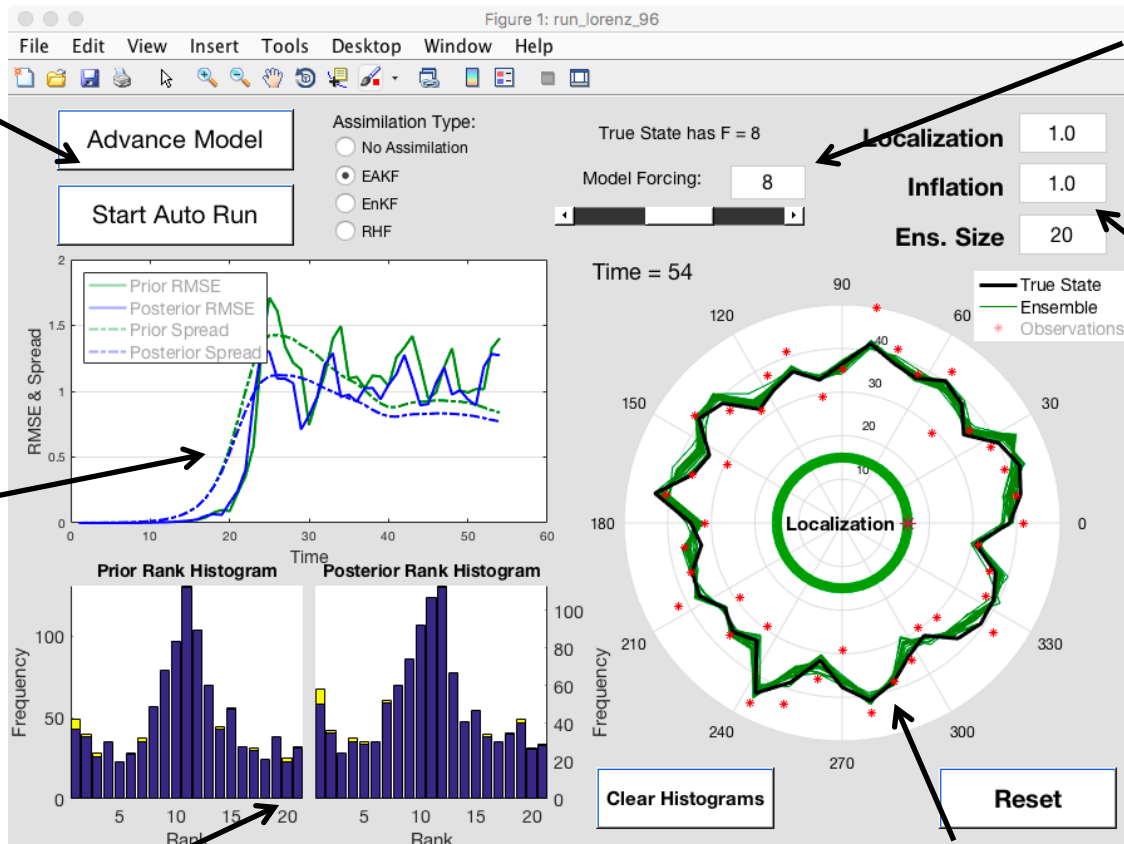 Figure 1: run_lorenz_96
File Edit View Insert Tools Desktop Window Help
Advance Model
Start Auto Run
Assimilation Type:
No Assimilation
EAKF
EnKF
RHF
True State has F = 8
Model Forcing: 8
Localization 1.0
Inflation 1.0
Ens. Size 20
Time = 54
2
1.5
1
0.5
0
RMSE & Spread
Prior RMSE
Posterior RMSE
Prior Spread
Posterior Spread
0 10 20 30 40 50 60
Time
True State
Ensemble
Observations
90
120 60
150 30
180 0
210 330
240 300
270
40
30
20
10
Localization
Prior Rank Histogram
100
50
0
Frequency
5 10 15 20
Rank
Posterior Rank Histogram
100
80
60
40
20
0
Frequency
5 10 15 20
Rank
Clear Histograms
Reset